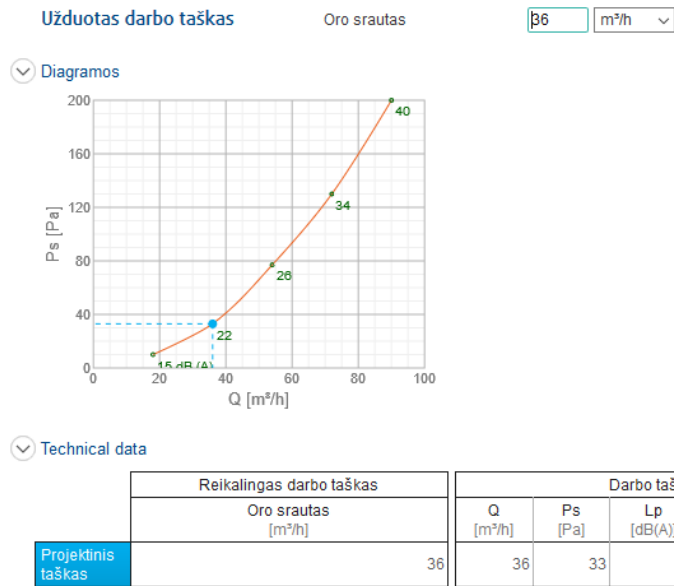 Užduotas darbo taškas Oro srautas 36 m³/h
Diagramos
200
160
120
80
40
0
Ps [Pa]
40
34
26
22
15 dB (A)
0 20 40 60 80 100
Q [m³/h]
Technical data
Reikalingas darbo taškas Darbo taš
Oro srautas Q Ps Lp
[m³/h] [m³/h] [Pa] [dB(A)]
Projektinis
taškas 36 36 33